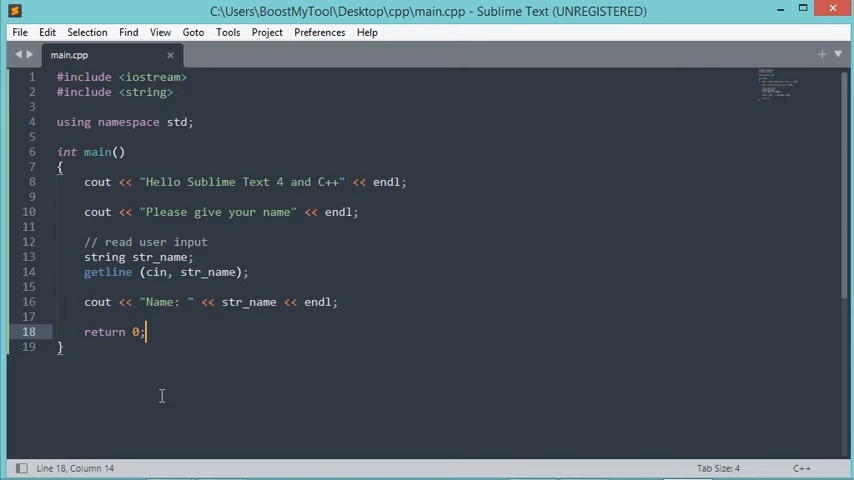 C:\Users\BoostMyTool\Desktop\cpp\main.cpp - Sublime Text (UNREGISTERED)
File Edit Selection Find View Goto Tools Project Preferences Help
main.cpp
1 #include <iostream>
2 #include <string>
3
4 using namespace std;
5
6 int main()
7 {
8 cout << "Hello Sublime Text 4 and C++" << endl;
9
10 cout << "Please give your name" << endl;
11
12 // read user input
13 string str_name;
14 getline (cin, str_name);
15
16 cout << "Name: " << str_name << endl;
17
18 return 0;
19 }
Line 18, Column 14 Tab Size: 4 C++